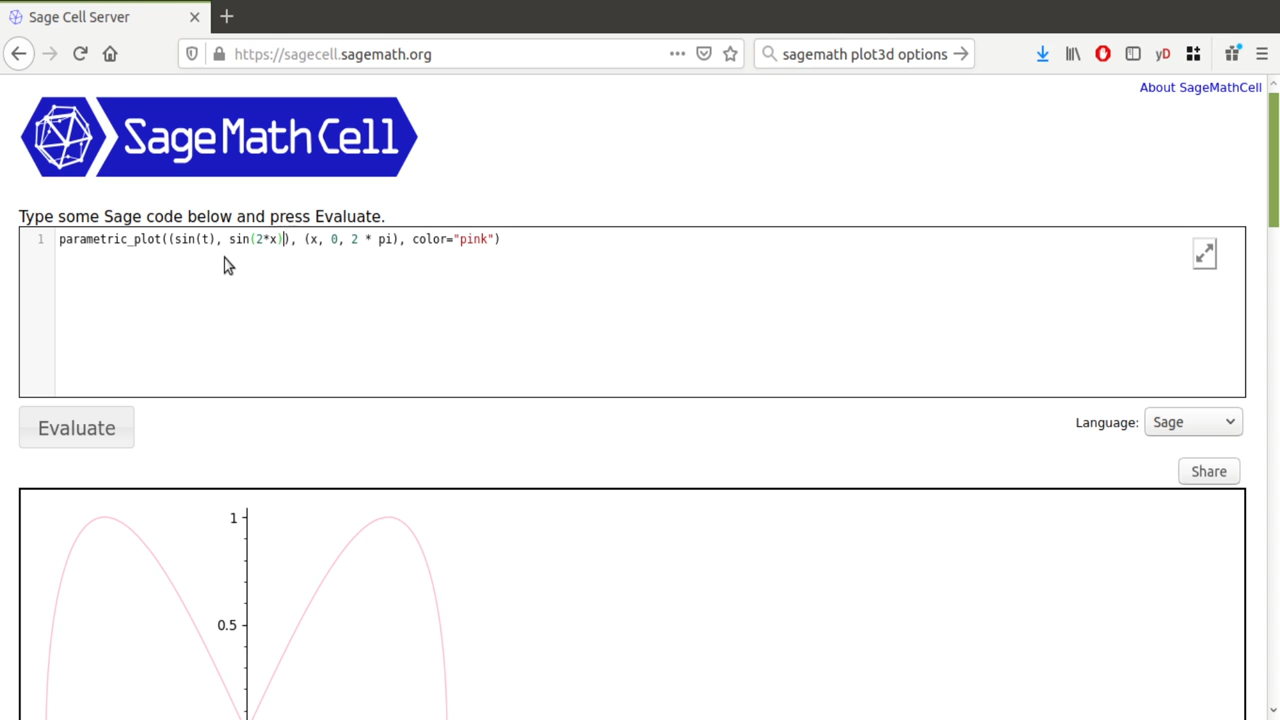 Sage Cell Server
https://sagecell.sagemath.org
sagemath plot3d options
yD
About SageMathCell
SageMathCell
Type some Sage code below and press Evaluate.
1 parametric_plot((sin(t), sin(2*x)), (x, 0, 2 * pi), color="pink")
Evaluate
Language: Sage
Share
1
0.5